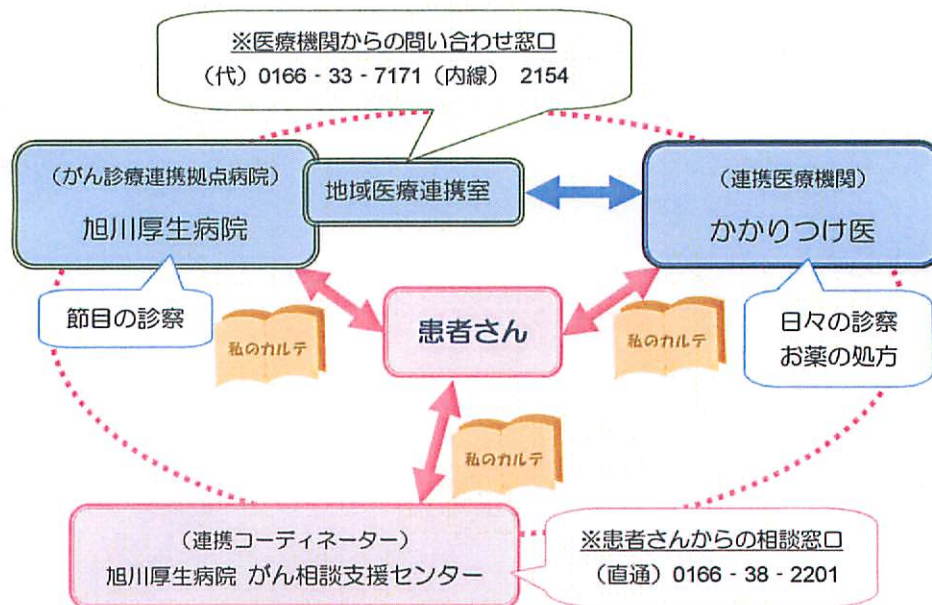 ※医療機関からの問い合わせ窓口
（代）0166‐33‐7171（内線） 2154
（がん診療連携拠点病院）
旭川厚生病院
地域医療連携室
（連携医療機関）
かかりつけ医
節目の診察
私のカルテ
患者さん
私のカルテ
日々の診察
お薬の処方
私のカルテ
（連携コーディネーター）
旭川厚生病院 がん相談支援センター
※患者さんからの相談窓口
（直通）0166‐38‐2201